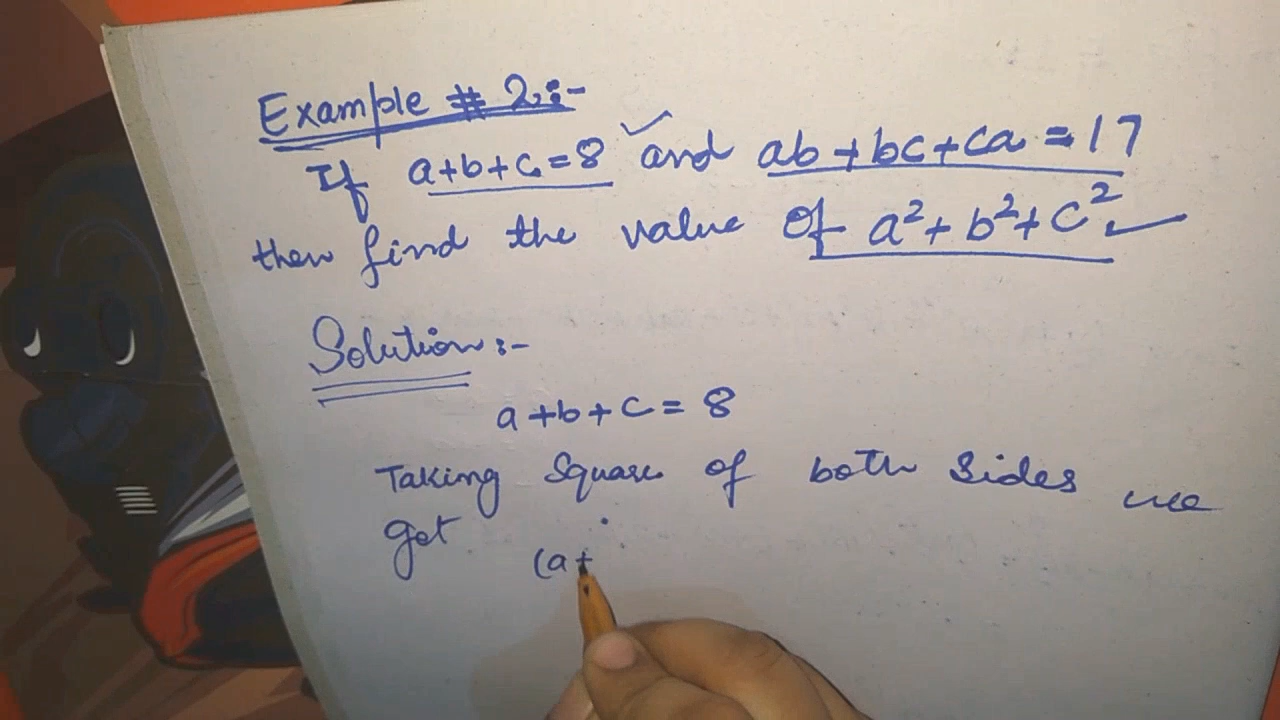 Example # 2:-
If a+b+c=8 and ab+bc+ca=17
then find the value of a²+b²+c²
Solution:-
a+b+c=8
Taking square of both sides we
get
(a+